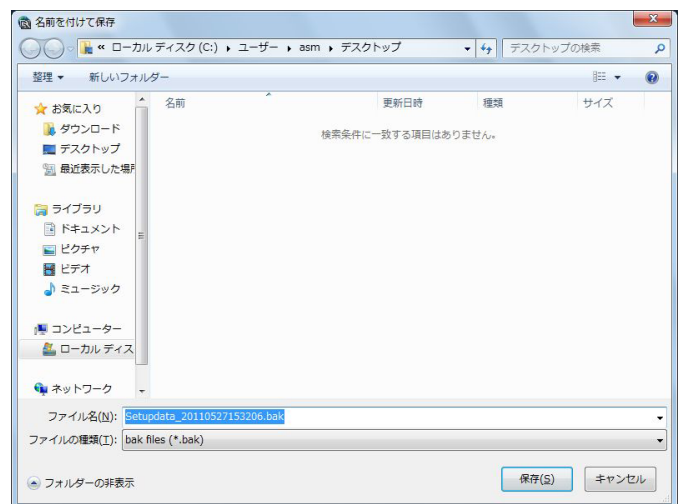 名前を付けて保存
« ローカル ディスク (C:) ▸ ユーザー ▸ asm ▸ デスクトップ
デスクトップの検索
整理 ▼ 新しいフォルダー
お気に入り
ダウンロード
デスクトップ
最近表示した場所
ライブラリ
ドキュメント
ピクチャ
ビデオ
ミュージック
コンピューター
ローカル ディス
ネットワーク
名前 更新日時 種類 サイズ
検索条件に一致する項目はありません。
ファイル名(N): Setupdata_20110527153206.bak
ファイルの種類(T): bak files (*.bak)
フォルダーの非表示
保存(S) キャンセル